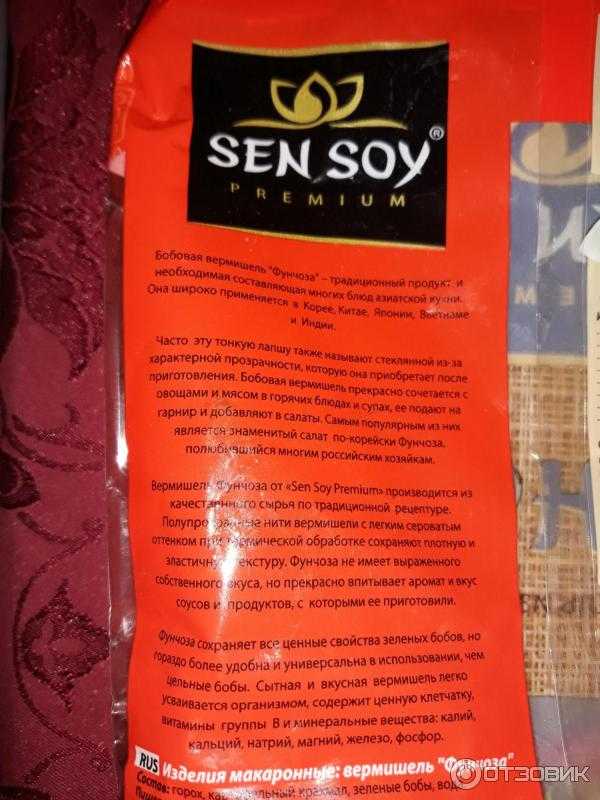 SEN SOY®
PREMIUM
Бобовая вермишель "Фунчоза" – традиционный продукт и
необходимая составляющая многих блюд азиатской кухни.
Она широко применяется в Корее, Китае, Японии, Вьетнаме
и Индии.
Часто эту тонкую лапшу также называют стеклянной из-за
характерной прозрачности, которую она приобретает после
приготовления. Бобовая вермишель прекрасно сочетается с
овощами и мясом в горячих блюдах и супах, ее подают на
гарнир и добавляют в салаты. Самым популярным из них
является знаменитый салат по-корейски Фунчоза,
полюбившийся многим российским хозяйкам.
Вермишель Фунчоза от «Sen Soy Premium» производится из
качественного сырья по традиционной рецептуре.
Полупрозрачные нити вермишели с легким сероватым
оттенком при термической обработке сохраняют плотную и
эластичную текстуру. Фунчоза не имеет выраженного
собственного вкуса, но прекрасно впитывает аромат и вкус
соусов и продуктов, с которыми ее приготовили.
Фунчоза сохраняет все ценные свойства зеленых бобов, но
гораздо более удобна и универсальна в использовании, чем
цельные бобы. Сытная и вкусная вермишель легко
усваивается организмом, содержит ценную клетчатку,
витамины группы В и минеральные вещества: калий,
кальций, натрий, магний, железо, фосфор.
RUS Изделия макаронные: вермишель "Фунчоза"
Состав: горох, крахмал, зеленые бобы, вода.
ОТЗОВИК